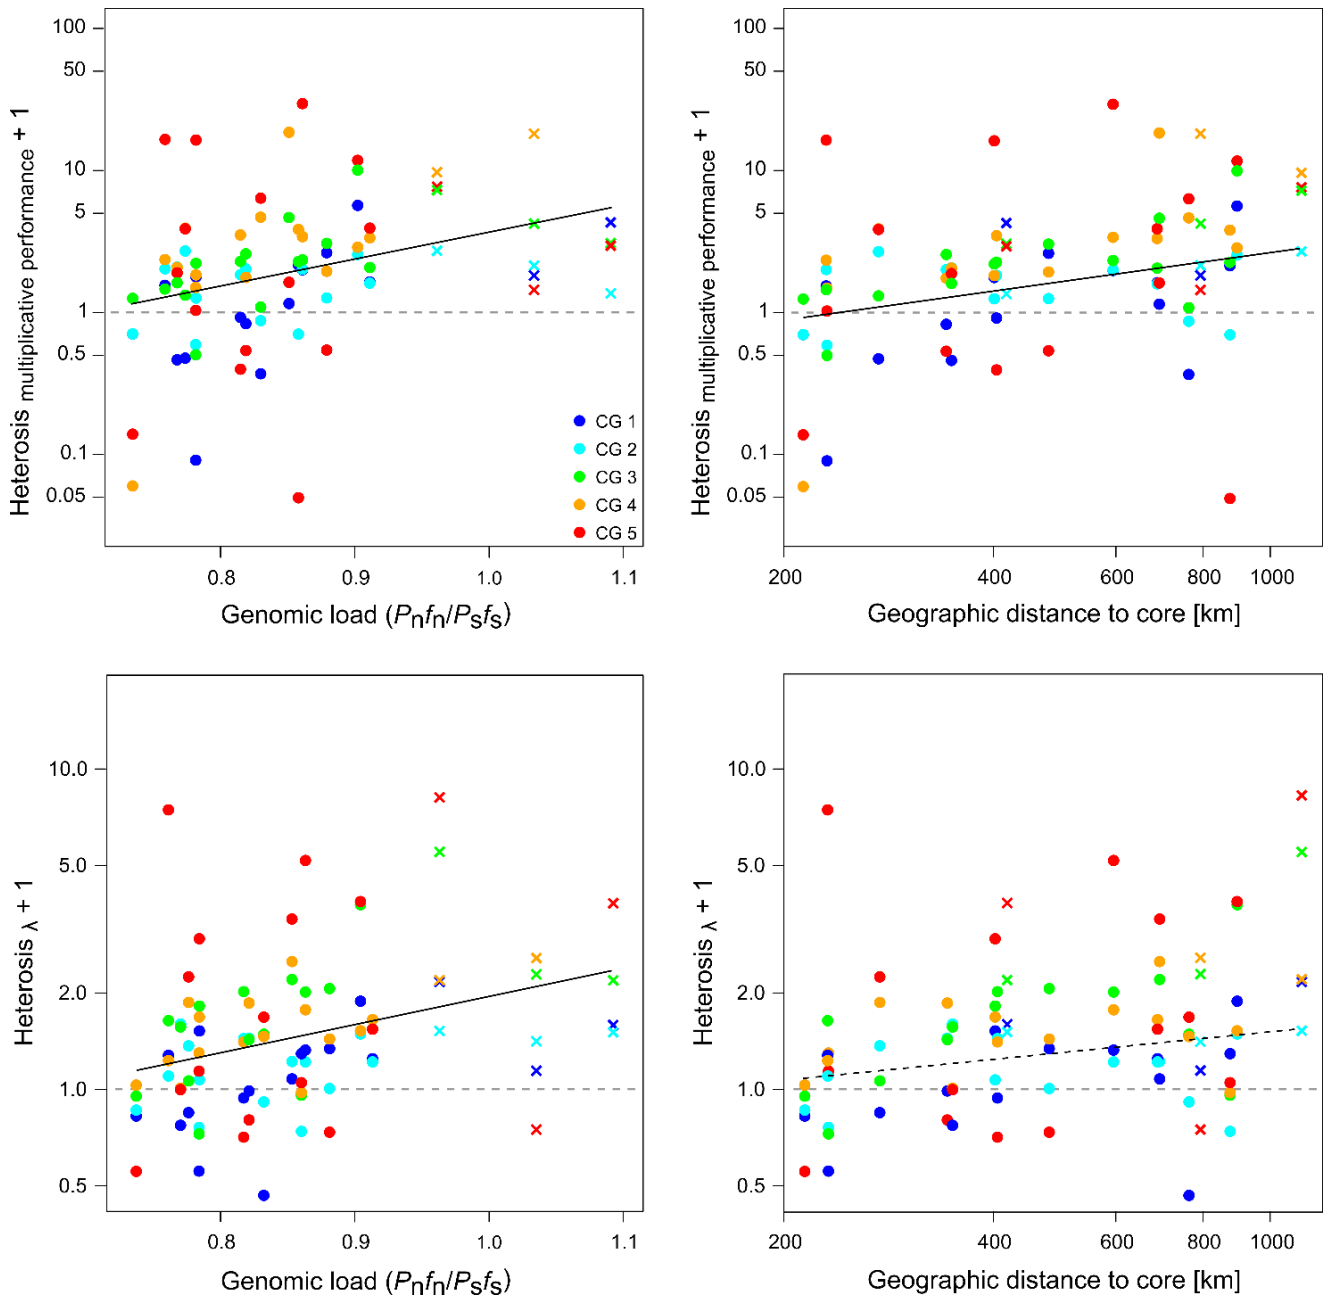 Heterosis multiplicative performance + 1
100
50
10
5
1
0.5
0.1
0.05
CG 1
CG 2
CG 3
CG 4
CG 5
0.8 0.9 1.0 1.1
Genomic load (Pnfn/Psfs)
Heterosis multiplicative performance + 1
100
50
10
5
1
0.5
0.1
0.05
200 400 600 800 1000
Geographic distance to core [km]
Heterosis λ + 1
10.0
5.0
2.0
1.0
0.5
0.8 0.9 1.0 1.1
Genomic load (Pnfn/Psfs)
Heterosis λ + 1
10.0
5.0
2.0
1.0
0.5
200 400 600 800 1000
Geographic distance to core [km]